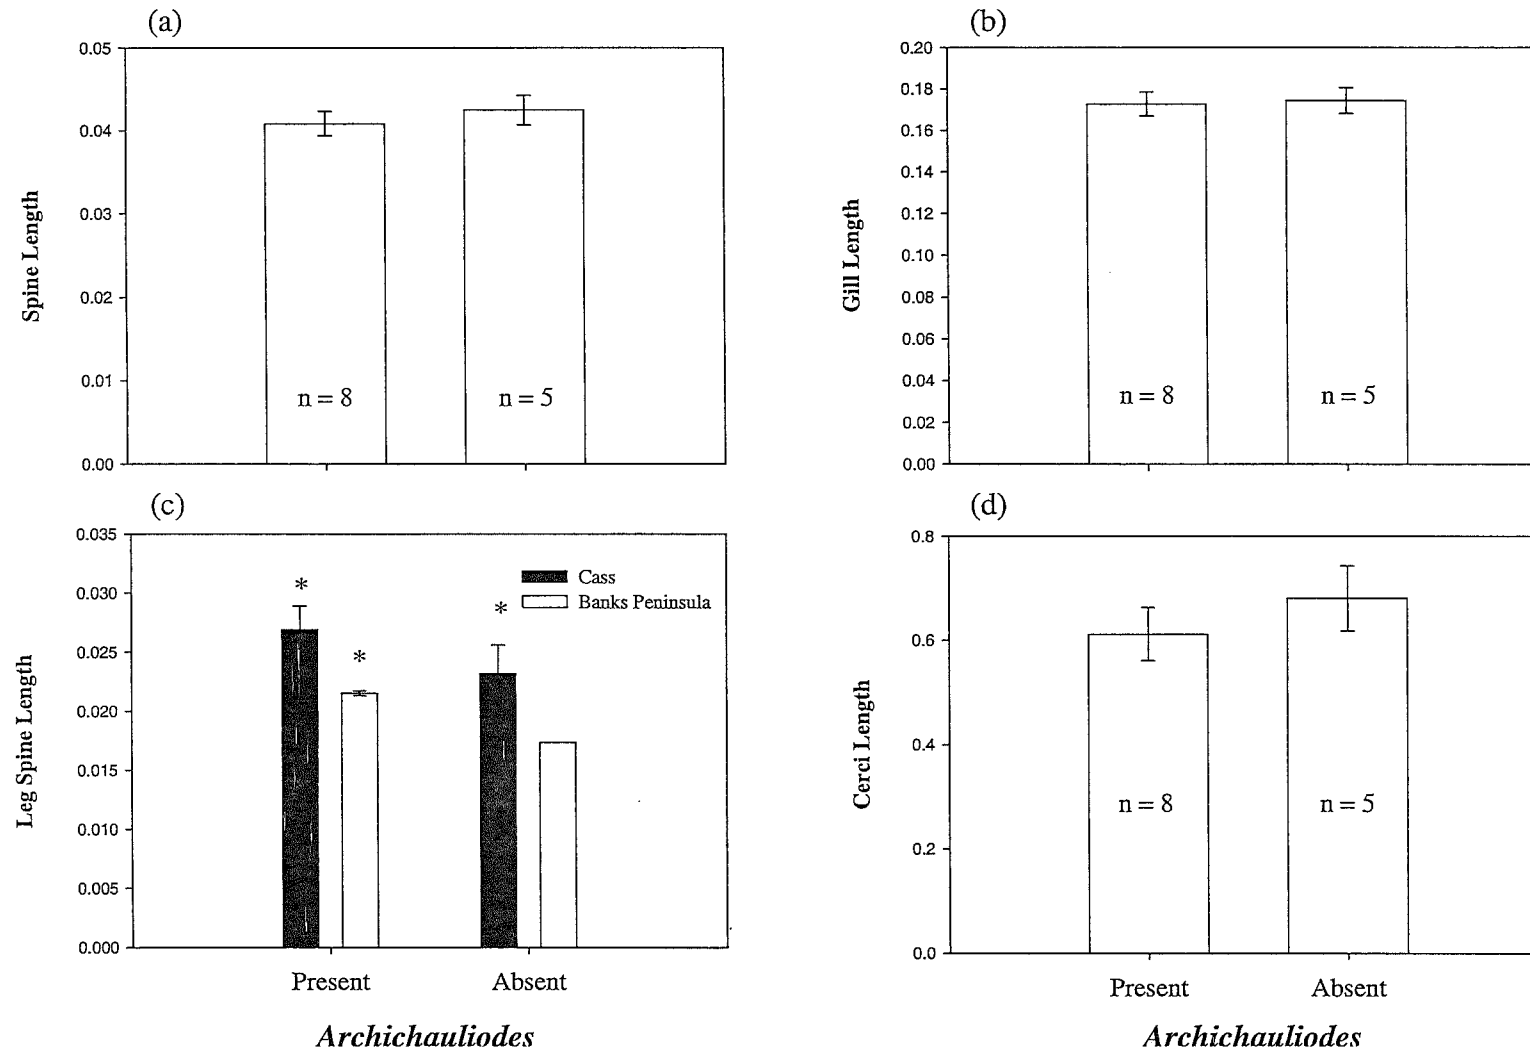 (a)
0.05
0.04
0.03
0.02
0.01
0.00
Spine Length
n = 8
n = 5
(b)
0.20
0.18
0.16
0.14
0.12
0.10
0.08
0.06
0.04
0.02
0.00
Gill Length
n = 8
n = 5
(c)
0.035
0.030
0.025
0.020
0.015
0.010
0.005
0.000
Leg Spine Length
*
*
*
Cass
Banks Peninsula
Present
Absent
Archichauliodes
(d)
0.8
0.6
0.4
0.2
0.0
Cerci Length
n = 8
n = 5
Present
Absent
Archichauliodes